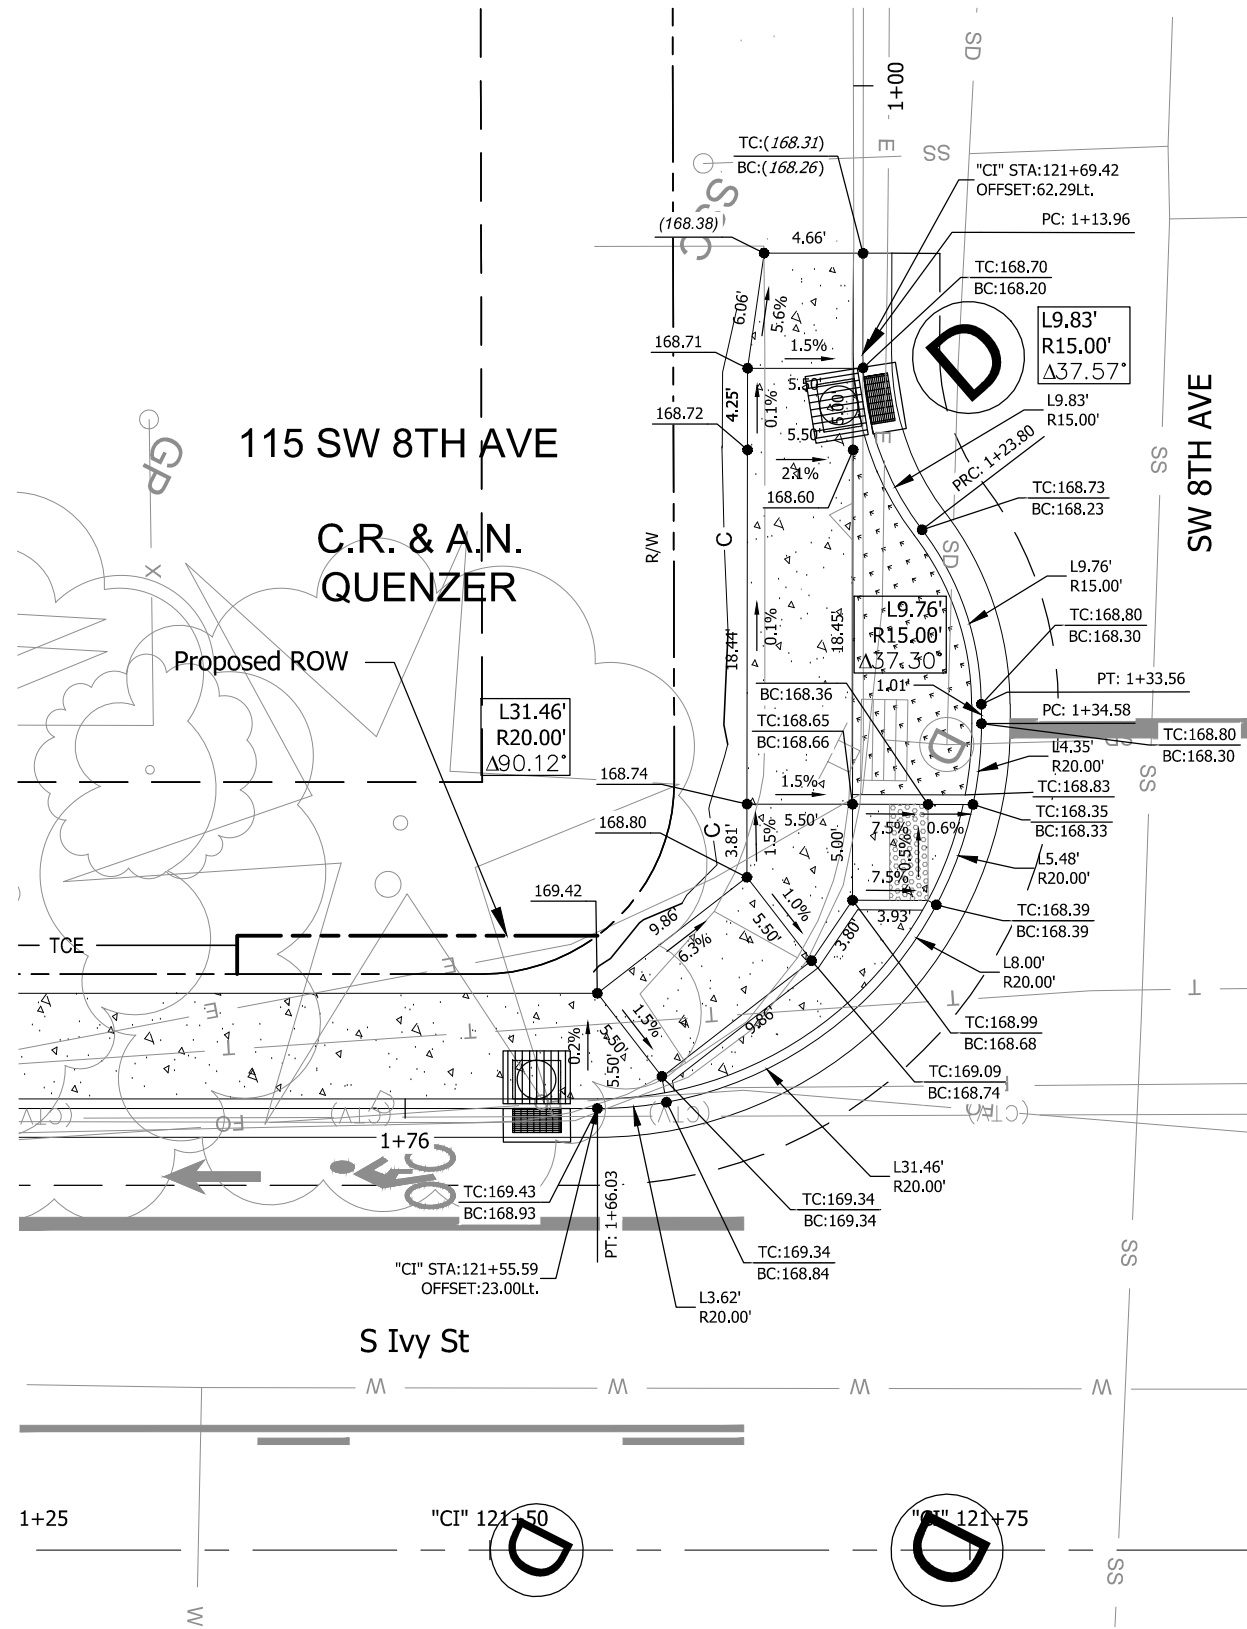 SD
1+00
E
SS
TC:(168.31)
BC:(168.26)
"CI" STA:121+69.42
OFFSET:62.29Lt.
(168.38)
4.66'
PC: 1+13.96
TC:168.70
BC:168.20
6.06'
5.6%
D
L9.83'
R15.00'
Δ37.57°
168.71
1.5%
5.50'
4.25'
0.1%
5.00'
L9.83'
R15.00'
SW 8TH AVE
168.72
5.50'
E
115 SW 8TH AVE
GP
2.1%
168.60
PRC: 1+23.80
SS
TC:168.73
BC:168.23
C.R. & A.N.
QUENZER
R/W
C
SD
X
L9.76'
R15.00'
L9.76'
R15.00'
Δ37.30°
TC:168.80
BC:168.30
18.44'
0.1%
18.45'
Proposed ROW
1.01'
BC:168.36
PT: 1+33.56
PC: 1+34.58
L31.46'
R20.00'
Δ90.12°
TC:168.65
BC:168.66
D
TC:168.80
BC:168.30
L4.35'
R20.00'
SS
168.74
1.5%
TC:168.83
5.50'
TC:168.35
BC:168.33
168.80
C
3.81'
1.5%
5.00'
7.5%
0.6%
0.5%
L5.48'
R20.00'
7.5%
169.42
1.0%
5.50'
3.93'
TC:168.39
BC:168.39
9.86'
6.3%
3.80'
TCE
E
L8.00'
R20.00'
T
T
E
T
T
T
1.5%
5.50'
9.86'
TC:168.99
BC:168.68
0.2%
5.50'
TC:169.09
BC:168.74
(CTV)
FO
(CTV)
(CTV)
(CTV)
1+76
L31.46'
R20.00'
TC:169.43
BC:168.93
PT: 1+66.03
TC:169.34
BC:169.34
TC:169.34
BC:168.84
"CI" STA:121+55.59
OFFSET:23.00Lt.
L3.62'
R20.00'
SS
S Ivy St
W
W
W
W
1+25
"CI" 121+50
D
"CI" 121+75
D
SS
W